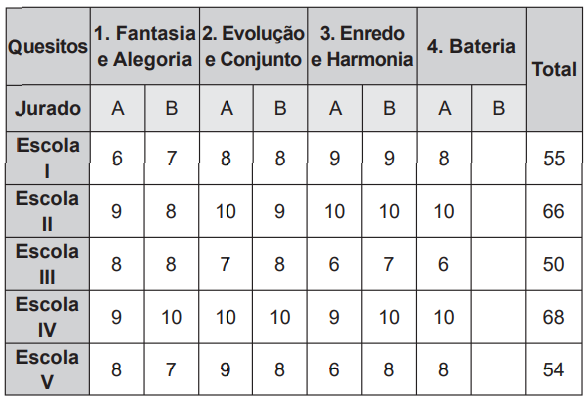 Quesitos 1. Fantasia e Alegoria 2. Evolução e Conjunto 3. Enredo e Harmonia 4. Bateria Total
Jurado A B A B A B A B
Escola I 6 7 8 8 9 9 8 55
Escola II 9 8 10 9 10 10 10 66
Escola III 8 8 7 8 6 7 6 50
Escola IV 9 10 10 10 9 10 10 68
Escola V 8 7 9 8 6 8 8 54